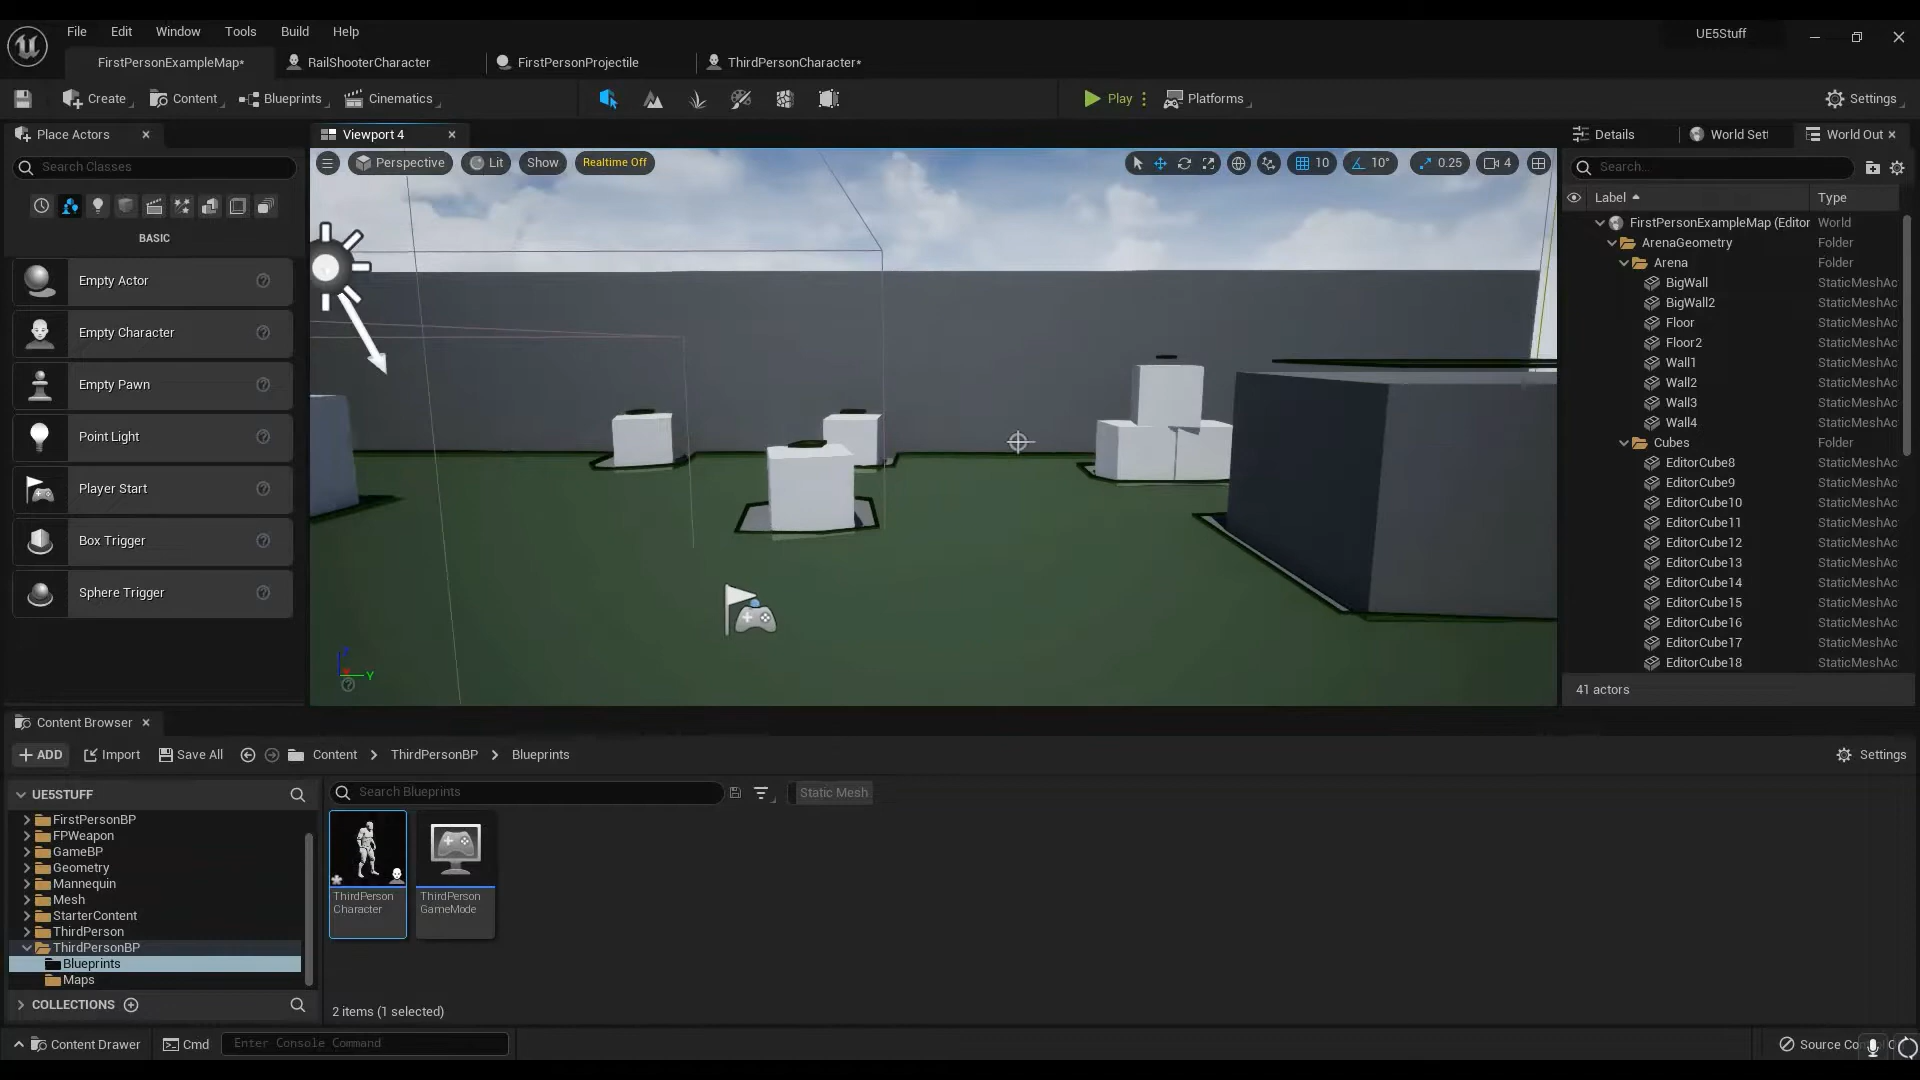 File Edit Window Tools Build Help
UE5Stuff
FirstPersonExampleMap*
RailShooterCharacter
FirstPersonProjectile
ThirdPersonCharacter*
Create
Content
Blueprints
Cinematics
Play
Platforms
Settings
Place Actors
Search Classes
BASIC
Empty Actor
Empty Character
Empty Pawn
Point Light
Player Start
Box Trigger
Sphere Trigger
Viewport 4
Perspective
Lit
Show
Realtime Off
10
10°
0.25
4
Y
Details
World Set
World Out
Search...
Label Type
FirstPersonExampleMap (Editor World
ArenaGeometry Folder
Arena Folder
BigWall StaticMeshAc
BigWall2 StaticMeshAc
Floor StaticMeshAc
Floor2 StaticMeshAc
Wall1 StaticMeshAc
Wall2 StaticMeshAc
Wall3 StaticMeshAc
Wall4 StaticMeshAc
Cubes Folder
EditorCube8 StaticMeshAc
EditorCube9 StaticMeshAc
EditorCube10 StaticMeshAc
EditorCube11 StaticMeshAc
EditorCube12 StaticMeshAc
EditorCube13 StaticMeshAc
EditorCube14 StaticMeshAc
EditorCube15 StaticMeshAc
EditorCube16 StaticMeshAc
EditorCube17 StaticMeshAc
EditorCube18 StaticMeshAc
41 actors
Content Browser
ADD
Import
Save All
Content
ThirdPersonBP
Blueprints
Settings
UE5STUFF
FirstPersonBP
FPWeapon
GameBP
Geometry
Mannequin
Mesh
StarterContent
ThirdPerson
ThirdPersonBP
Blueprints
Maps
COLLECTIONS
Search Blueprints
Static Mesh
ThirdPerson
Character
ThirdPerson
GameMode
2 items (1 selected)
Content Drawer
Cmd
Enter Console Command
Source Co